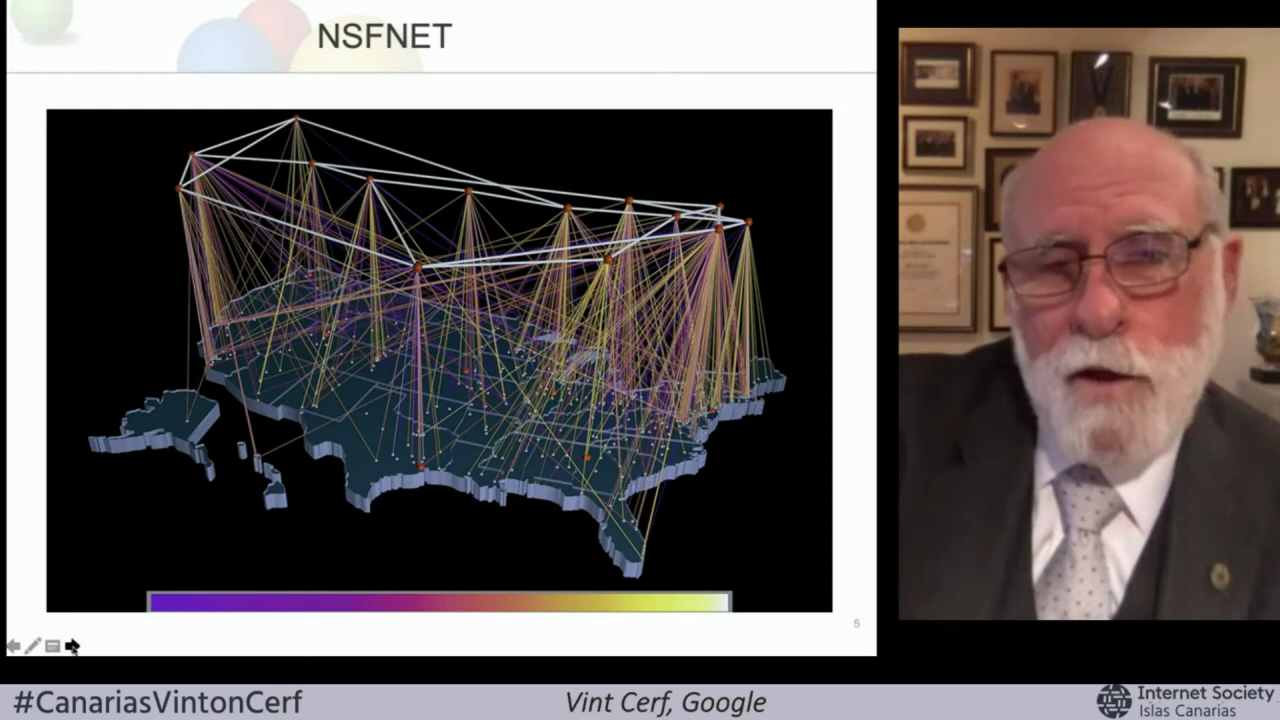 NSFNET
5
#CanariasVintonCerf
Vint Cerf, Google
Internet Society
Islas Canarias